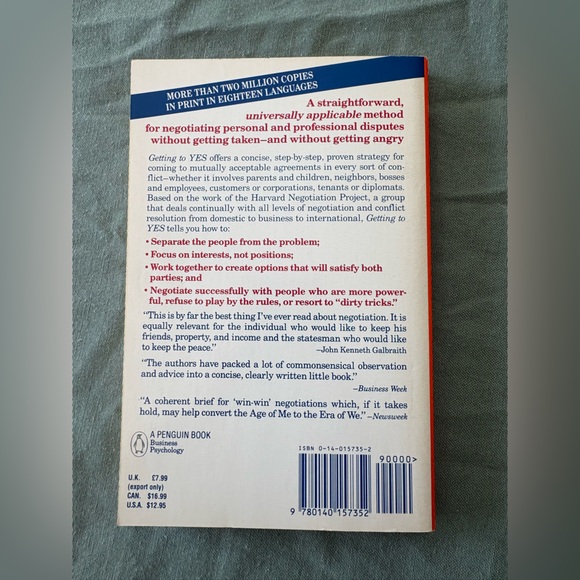 MORE THAN TWO MILLION COPIES
IN PRINT IN EIGHTEEN LANGUAGES
A straightforward,
universally applicable method
for negotiating personal and professional disputes
without getting taken—and without getting angry
Getting to YES offers a concise, step-by-step, proven strategy for
coming to mutually acceptable agreements in every sort of con-
flict—whether it involves parents and children, neighbors, bosses
and employees, customers or corporations, tenants or diplomats.
Based on the work of the Harvard Negotiation Project, a group
that deals continually with all levels of negotiation and conflict
resolution from domestic to business to international, Getting to
YES tells you how to:
• Separate the people from the problem;
• Focus on interests, not positions;
• Work together to create options that will satisfy both
parties; and
• Negotiate successfully with people who are more power-
ful, refuse to play by the rules, or resort to “dirty tricks.”
“This is by far the best thing I’ve ever read about negotiation. It is
equally relevant for the individual who would like to keep his
friends, property, and income and the statesman who would like
to keep the peace.” –John Kenneth Galbraith
“The authors have packed a lot of commonsensical observation
and advice into a concise, clearly written little book.”
–Business Week
“A coherent brief for ‘win-win’ negotiations which, if it takes
hold, may help convert the Age of Me to the Era of We.” –Newsweek
A PENGUIN BOOK
Business
Psychology
U.K. £7.99
(export only)
CAN. $16.99
U.S.A. $12.95
ISBN 0-14-015735-2
90000>
9 780140 157352